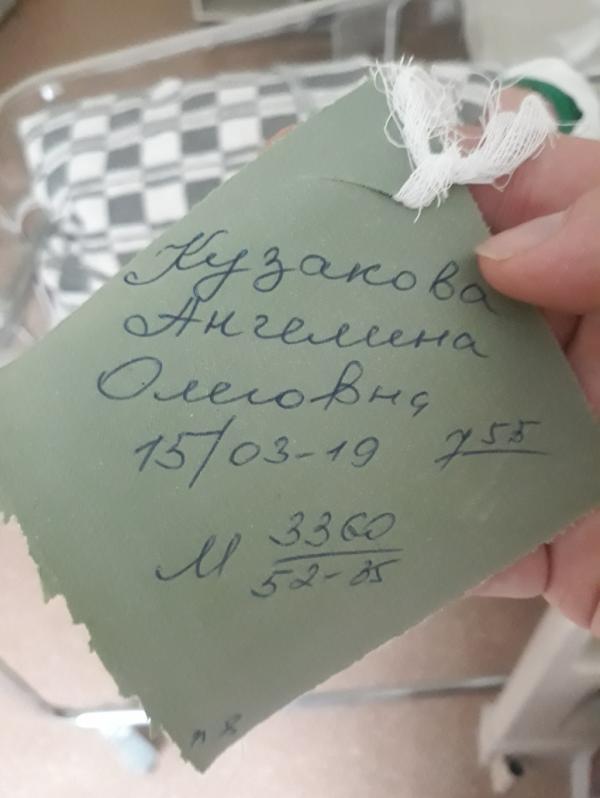 Кузакова
Ангелина
Олеговна
15/03-19 7 55
М 3360
52-35